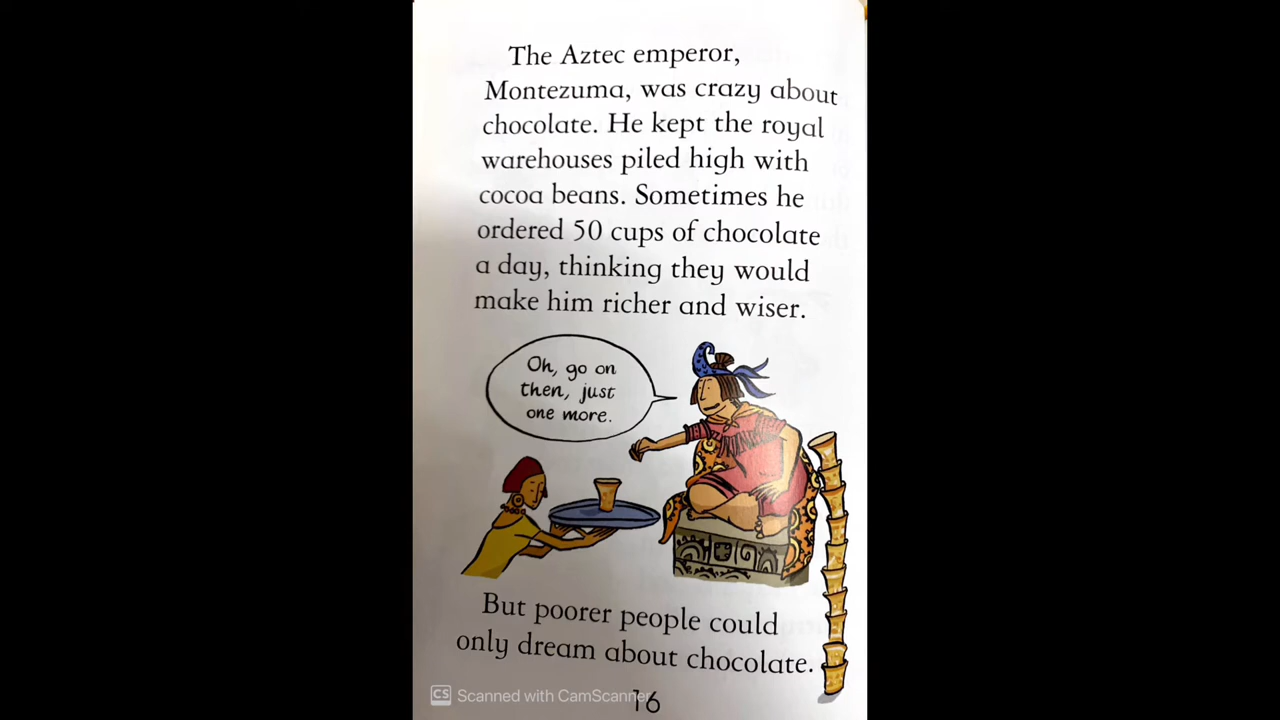 The Aztec emperor,
Montezuma, was crazy about
chocolate. He kept the royal
warehouses piled high with
cocoa beans. Sometimes he
ordered 50 cups of chocolate
a day, thinking they would
make him richer and wiser.
Oh, go on
then, just
one more.
But poorer people could
only dream about chocolate.
CS Scanned with CamScanner
16